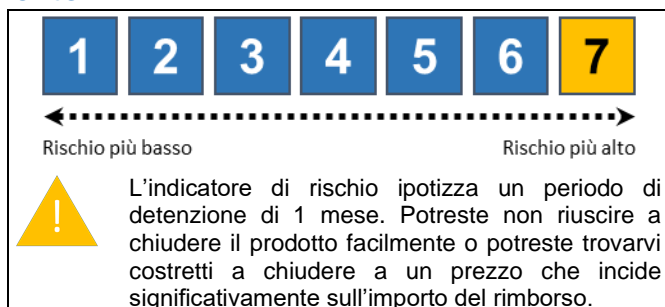 1 2 3 4 5 6 7
Rischio più basso Rischio più alto
L'indicatore di rischio ipotizza un periodo di
detenzione di 1 mese. Potreste non riuscire a
chiudere il prodotto facilmente o potreste trovarvi
costretti a chiudere a un prezzo che incide
significativamente sull'importo del rimborso.